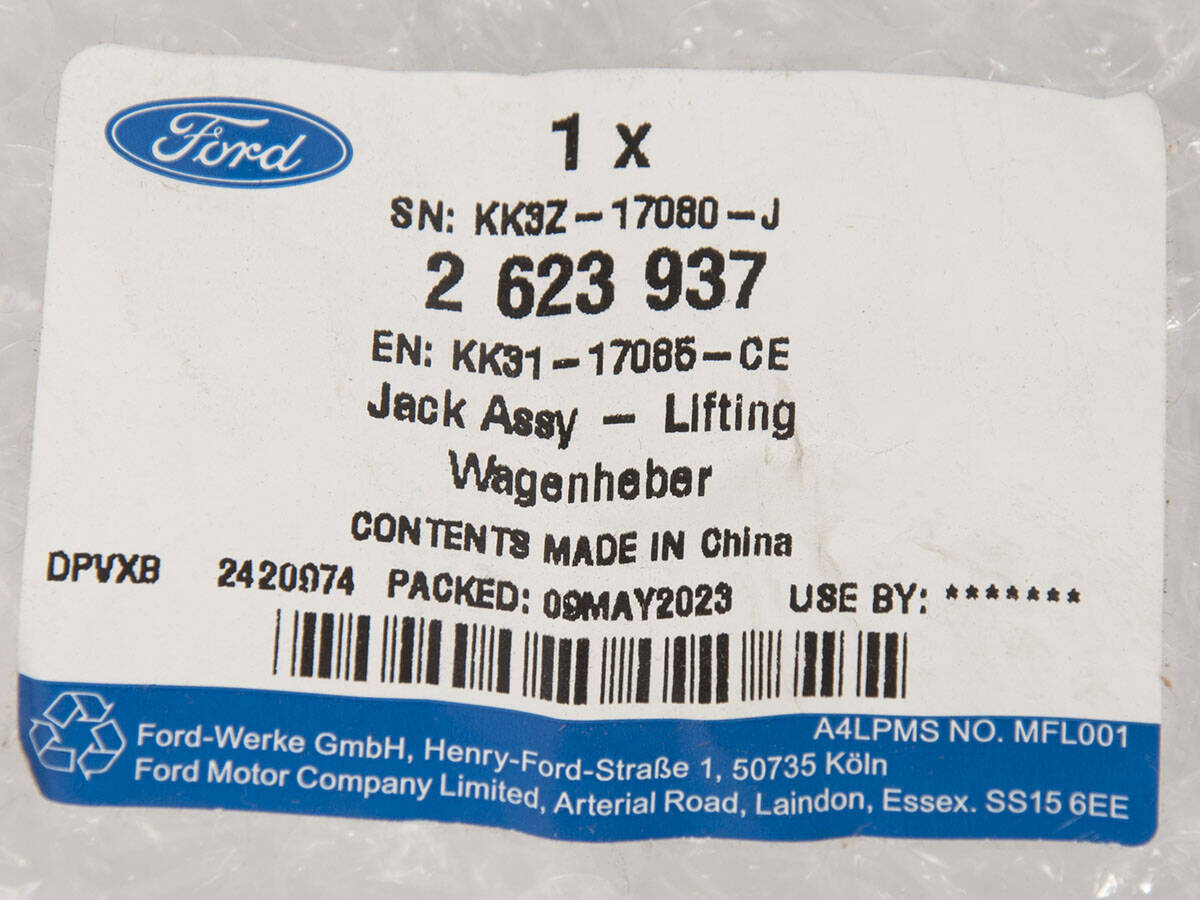 Ford
1 x
SN: KK3Z-17080-J
2 623 937
EN: KK31-17085-CE
Jack Assy - Lifting
Wagenheber
CONTENTS MADE IN China
DPVXB 2420974 PACKED: 09MAY2023 USE BY: *******
A4LPMS NO. MFL001
Ford-Werke GmbH, Henry-Ford-Straße 1, 50735 Köln
Ford Motor Company Limited, Arterial Road, Laindon, Essex. SS15 6EE